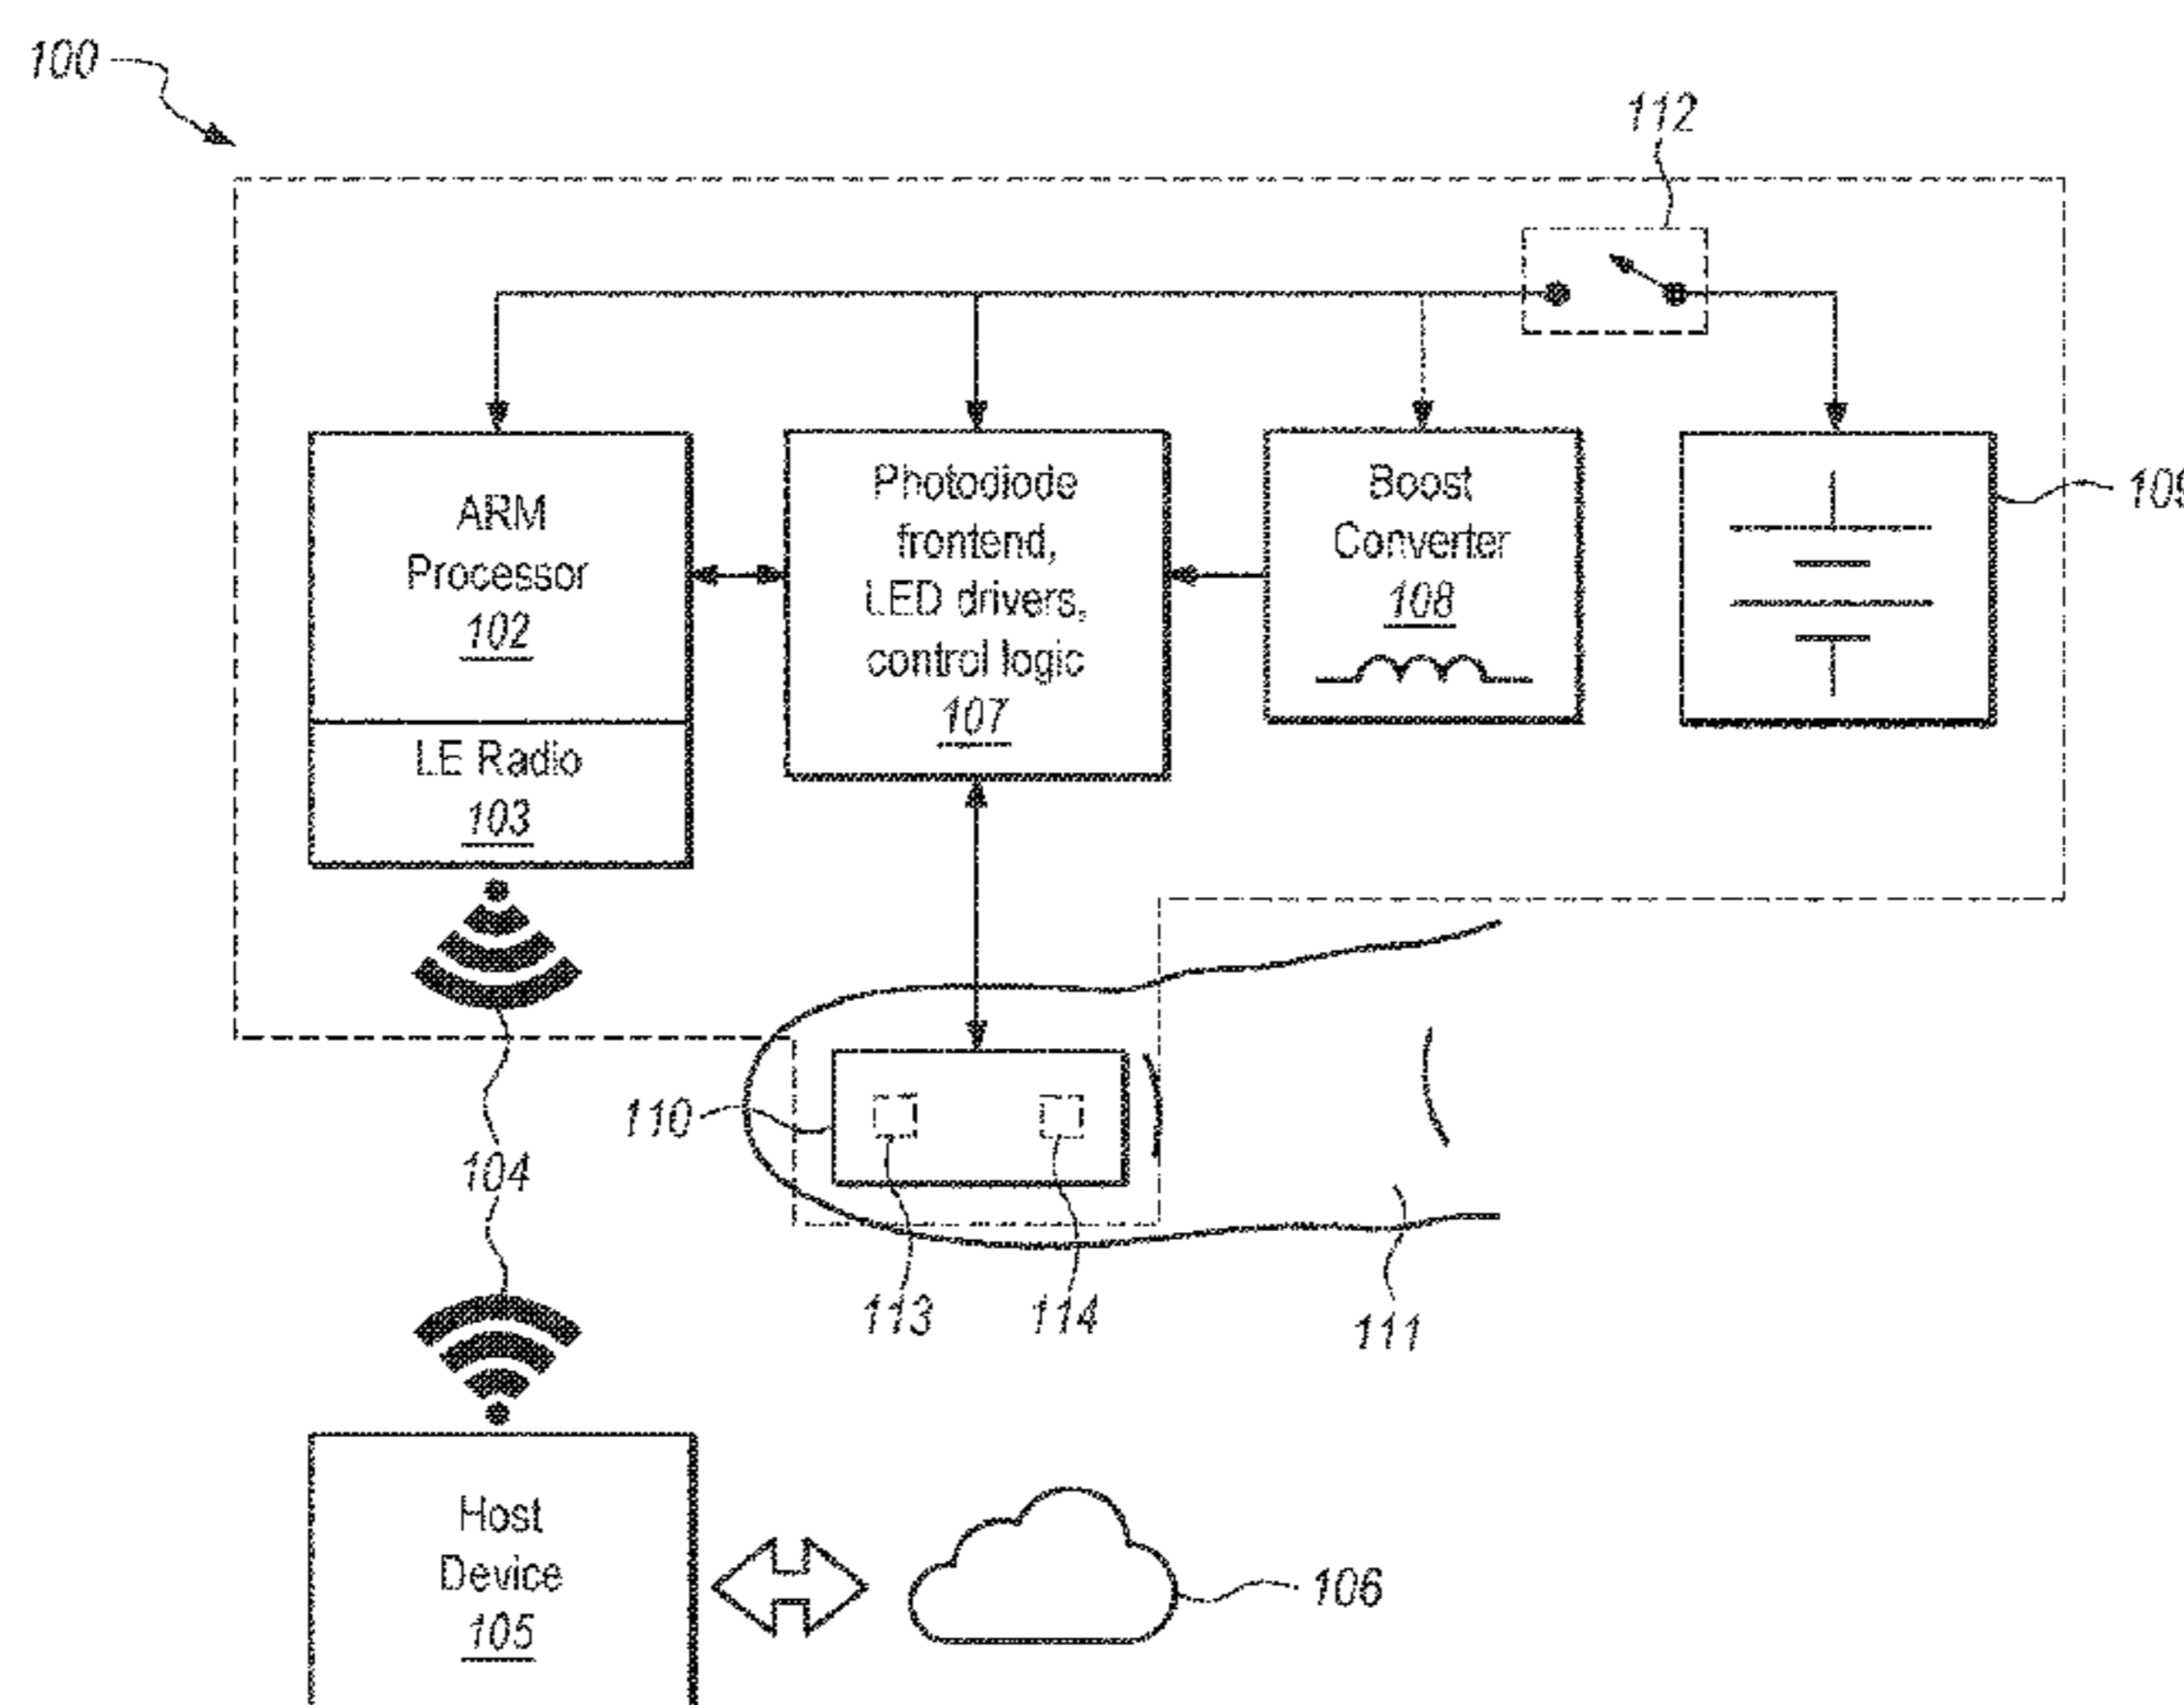 100
112
ARM
Processor
102
LE Radio
103
Photodiode
frontend,
LED drivers,
control logic
107
Boost
Converter
108
110
104
113
114
111
Host
Device
105
106